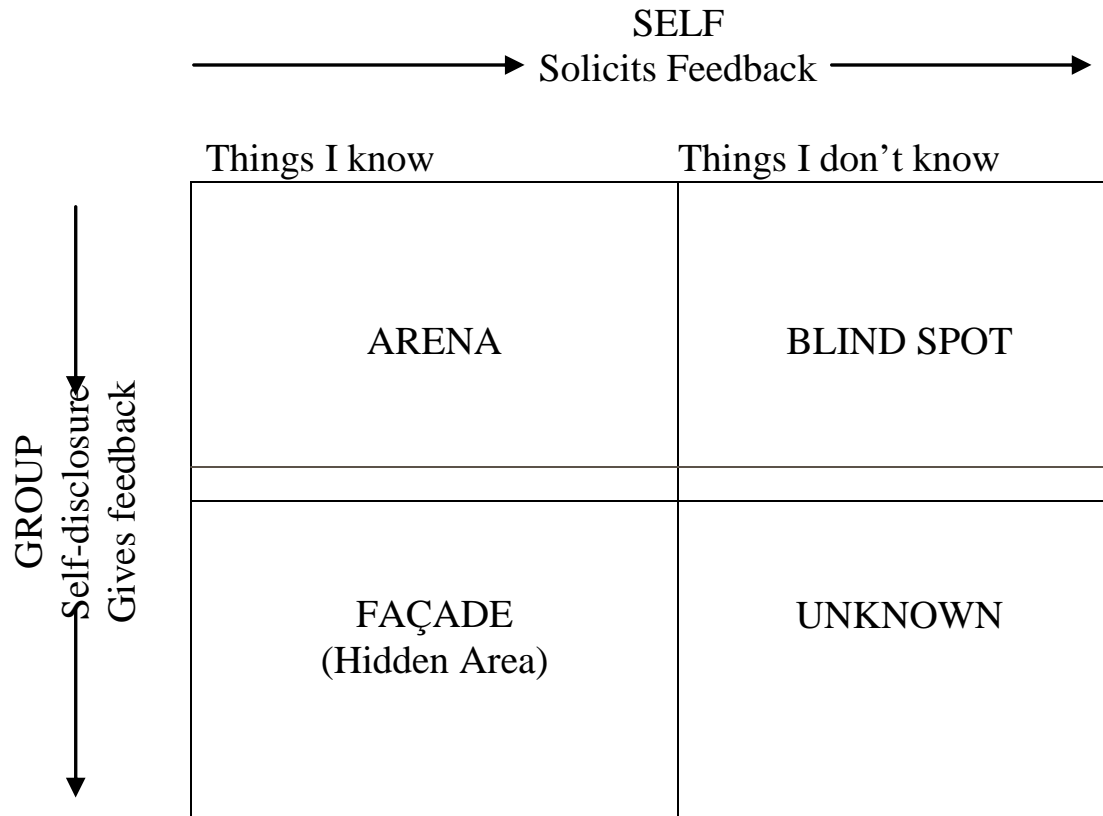 SELF
Solicits Feedback
Things I know
Things I don’t know
ARENA
BLIND SPOT
GROUP
Self-disclosure
Gives feedback
FAÇADE
(Hidden Area)
UNKNOWN